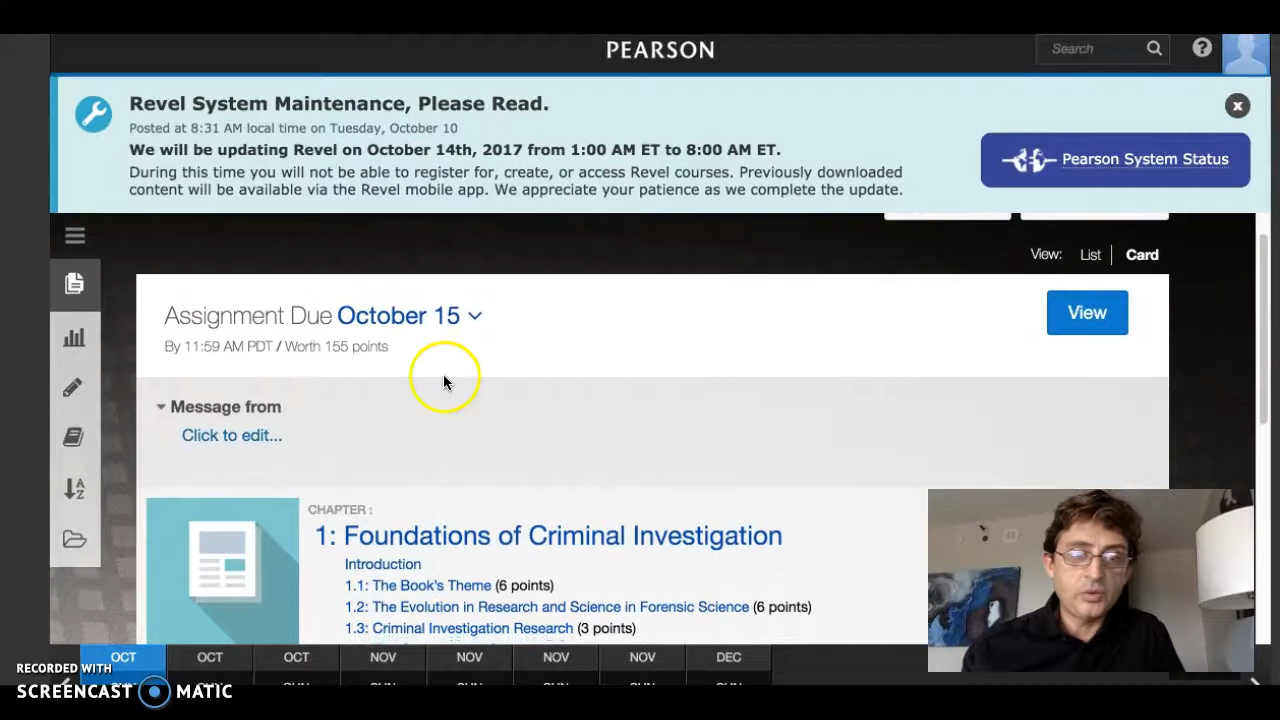 PEARSON
Search
Revel System Maintenance, Please Read.
Posted at 8:31 AM local time on Tuesday, October 10
We will be updating Revel on October 14th, 2017 from 1:00 AM ET to 8:00 AM ET.
During this time you will not be able to register for, create, or access Revel courses. Previously downloaded
content will be available via the Revel mobile app. We appreciate your patience as we complete the update.
Pearson System Status
View: List | Card
Assignment Due October 15
View
By 11:59 AM PDT / Worth 155 points
Message from
Click to edit...
CHAPTER :
1: Foundations of Criminal Investigation
Introduction
1.1: The Book's Theme (6 points)
1.2: The Evolution in Research and Science in Forensic Science (6 points)
1.3: Criminal Investigation Research (3 points)
OCT OCT OCT NOV NOV NOV NOV DEC
RECORDED WITH
SCREENCAST MATIC